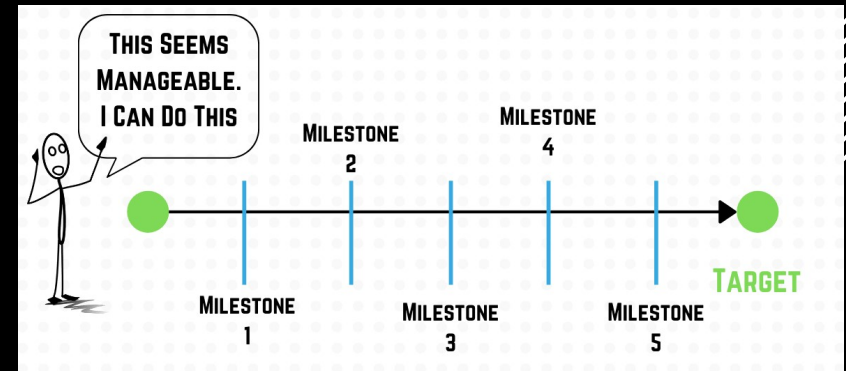 THIS SEEMS
MANAGEABLE.
I CAN DO THIS
MILESTONE
2
MILESTONE
4
TARGET
MILESTONE
1
MILESTONE
3
MILESTONE
5